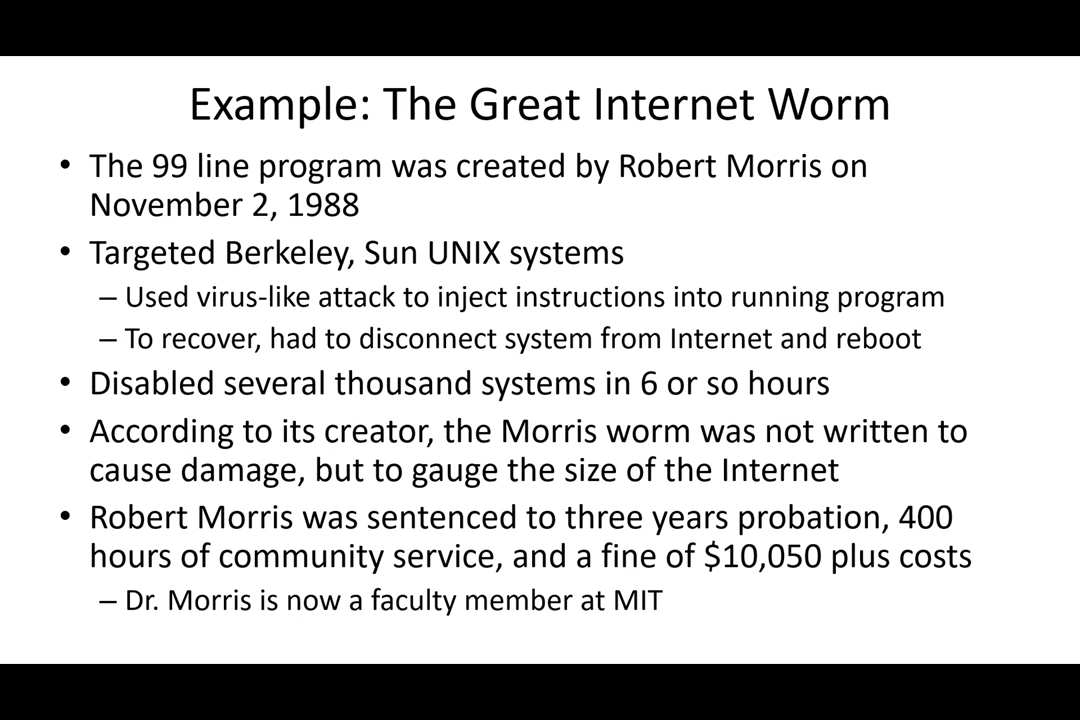 Example: The Great Internet Worm
• The 99 line program was created by Robert Morris on
November 2, 1988
• Targeted Berkeley, Sun UNIX systems
– Used virus-like attack to inject instructions into running program
– To recover, had to disconnect system from Internet and reboot
• Disabled several thousand systems in 6 or so hours
• According to its creator, the Morris worm was not written to
cause damage, but to gauge the size of the Internet
• Robert Morris was sentenced to three years probation, 400
hours of community service, and a fine of $10,050 plus costs
– Dr. Morris is now a faculty member at MIT